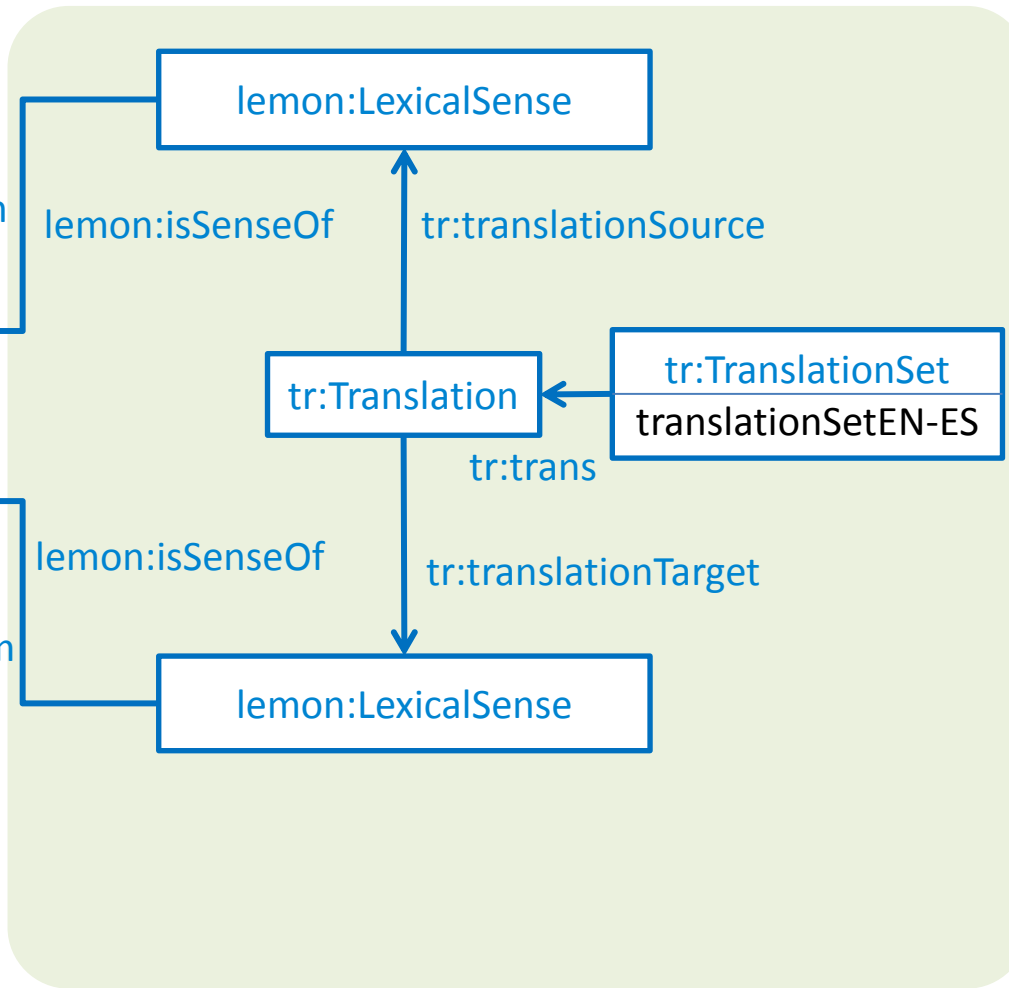 lemon:LexicalSense
lemon:isSenseOf
tr:translationSource
tr:TranslationSet
translationSetEN-ES
tr:Translation
tr:trans
lemon:isSenseOf
tr:translationTarget
lemon:LexicalSense